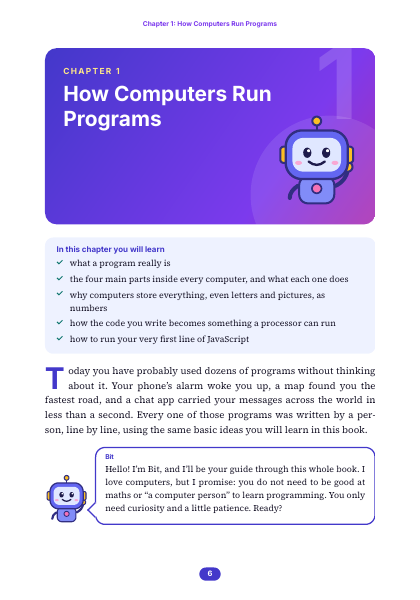 Chapter 1: How Computers Run Programs
1
CHAPTER 1
How Computers Run
Programs
In this chapter you will learn
what a program really is
the four main parts inside every computer, and what each one does
why computers store everything, even letters and pictures, as
numbers
how the code you write becomes something a processor can run
how to run your very first line of JavaScript
Today you have probably used dozens of programs without thinking
about it. Your phone’s alarm woke you up, a map found you the
fastest road, and a chat app carried your messages across the world in
less than a second. Every one of those programs was written by a per-
son, line by line, using the same basic ideas you will learn in this book.
Bit
Hello! I’m Bit, and I’ll be your guide through this whole book. I
love computers, but I promise: you do not need to be good at
maths or “a computer person” to learn programming. You only
need curiosity and a little patience. Ready?
6